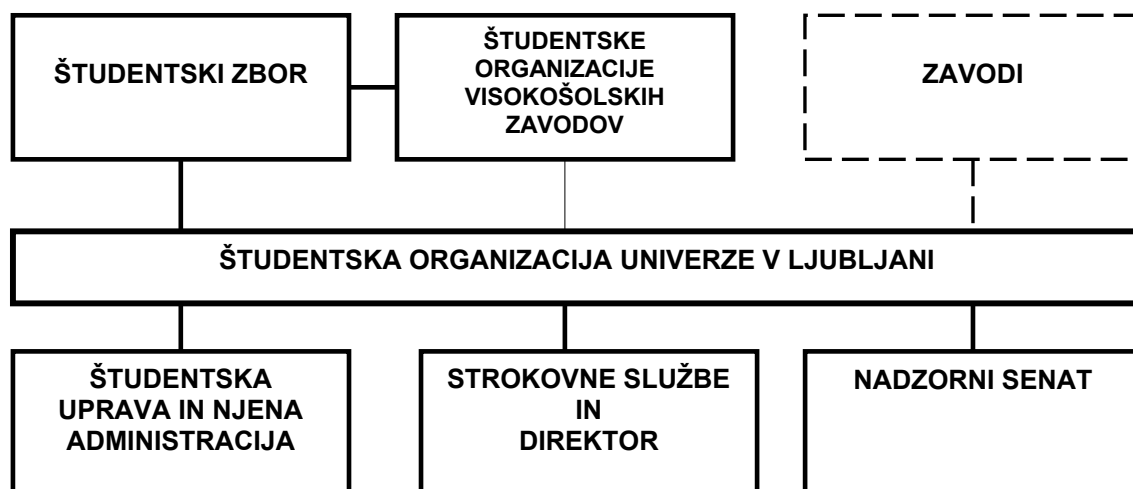 ŠTUDENTSKI ZBOR
ŠTUDENTSKE
ORGANIZACIJE
VISOKOŠOLSKIH
ZAVODOV
ZAVODI
ŠTUDENTSKA ORGANIZACIJA UNIVERZE V LJUBLJANI
ŠTUDENTSKA
UPRAVA IN NJENA
ADMINISTRACIJA
STROKOVNE SLUŽBE
IN
DIREKTOR
NADZORNI SENAT